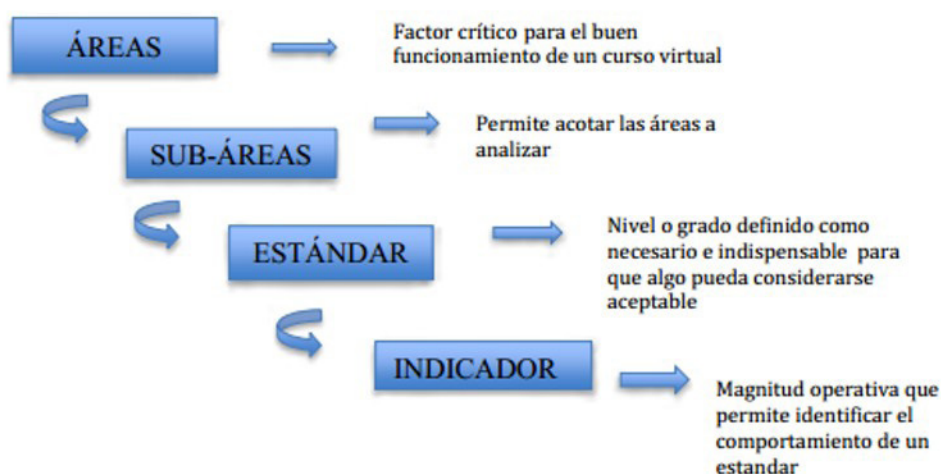 ÁREAS
Factor crítico para el buen
funcionamiento de un curso virtual
SUB-ÁREAS
Permite acotar las áreas a
analizar
ESTÁNDAR
Nivel o grado definido como
necesario e indispensable para
que algo pueda considerarse
aceptable
INDICADOR
Magnitud operativa que
permite identificar el
comportamiento de un
estandar